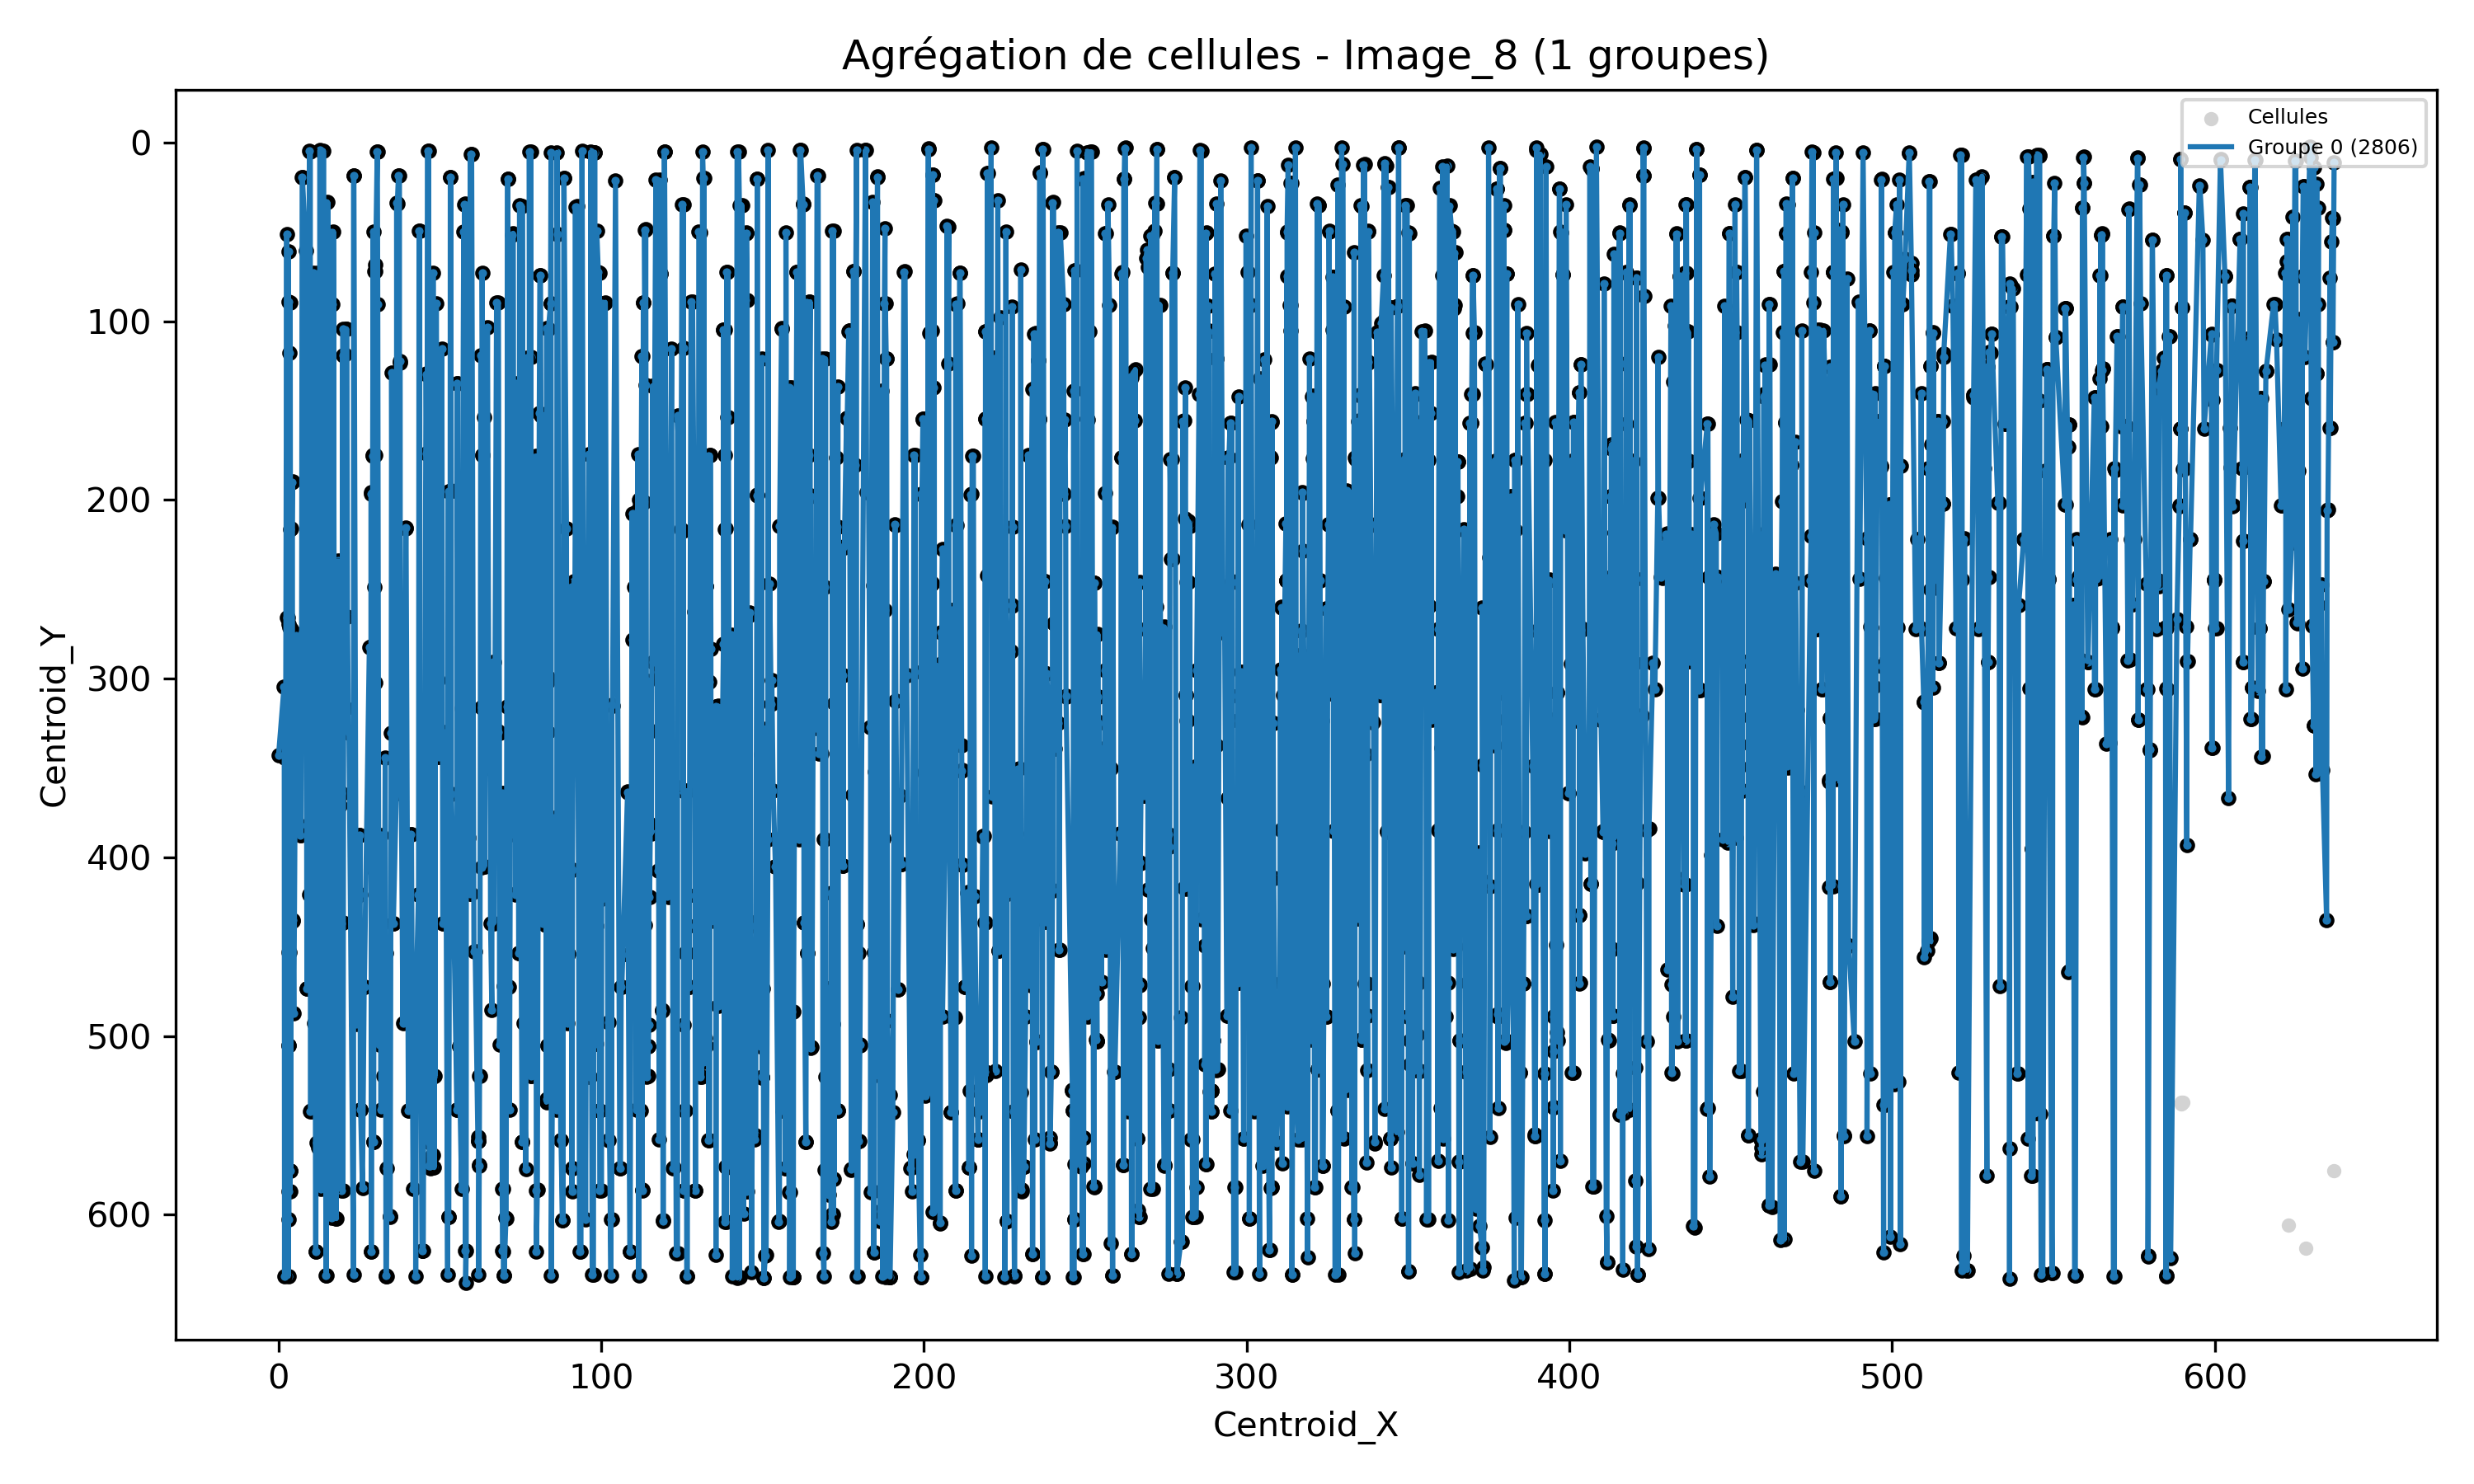 Agrégation de cellules - Image_8 (1 groupes)
Cellules
Groupe 0 (2806)
Centroid_Y
0
100
200
300
400
500
600
0 100 200 300 400 500 600
Centroid_X